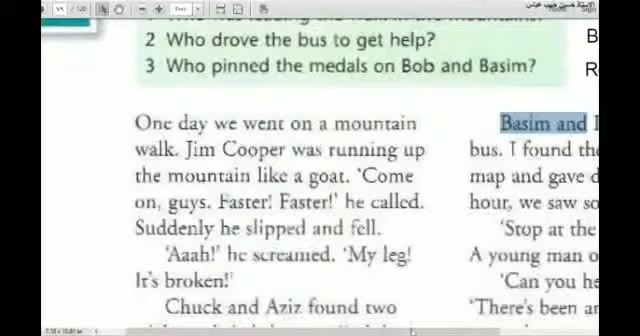 2 Who drove the bus to get help?
3 Who pinned the medals on Bob and Basim?
One day we went on a mountain
walk. Jim Cooper was running up
the mountain like a goat. 'Come
on, guys. Faster! Faster!' he called.
Suddenly he slipped and fell.
'Aaah!' he screamed. 'My leg!
It's broken!'
Chuck and Aziz found two
Basim and I
bus. I found the
map and gave d
hour, we saw so
'Stop at the
A young man o
'Can you he
'There's been an
B
R